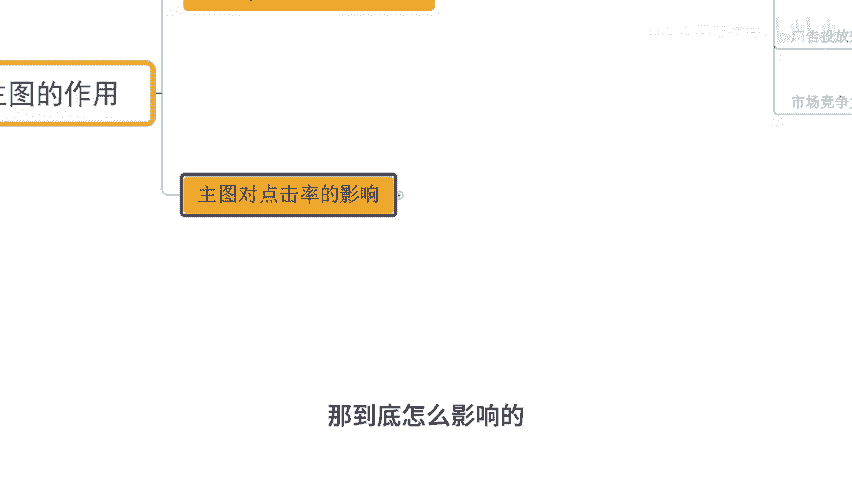 广告投放
市场竞争
主图的作用
主图对点击率的影响
那到底怎么影响的